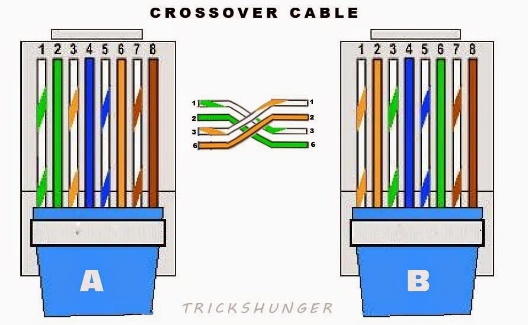 CROSSOVER CABLE
1 2 3 4 5 6 7 8
1 2 3 4 5 6 7 8
1 1
2 2
3 3
6 6
A
B
TRICKSHUNGER